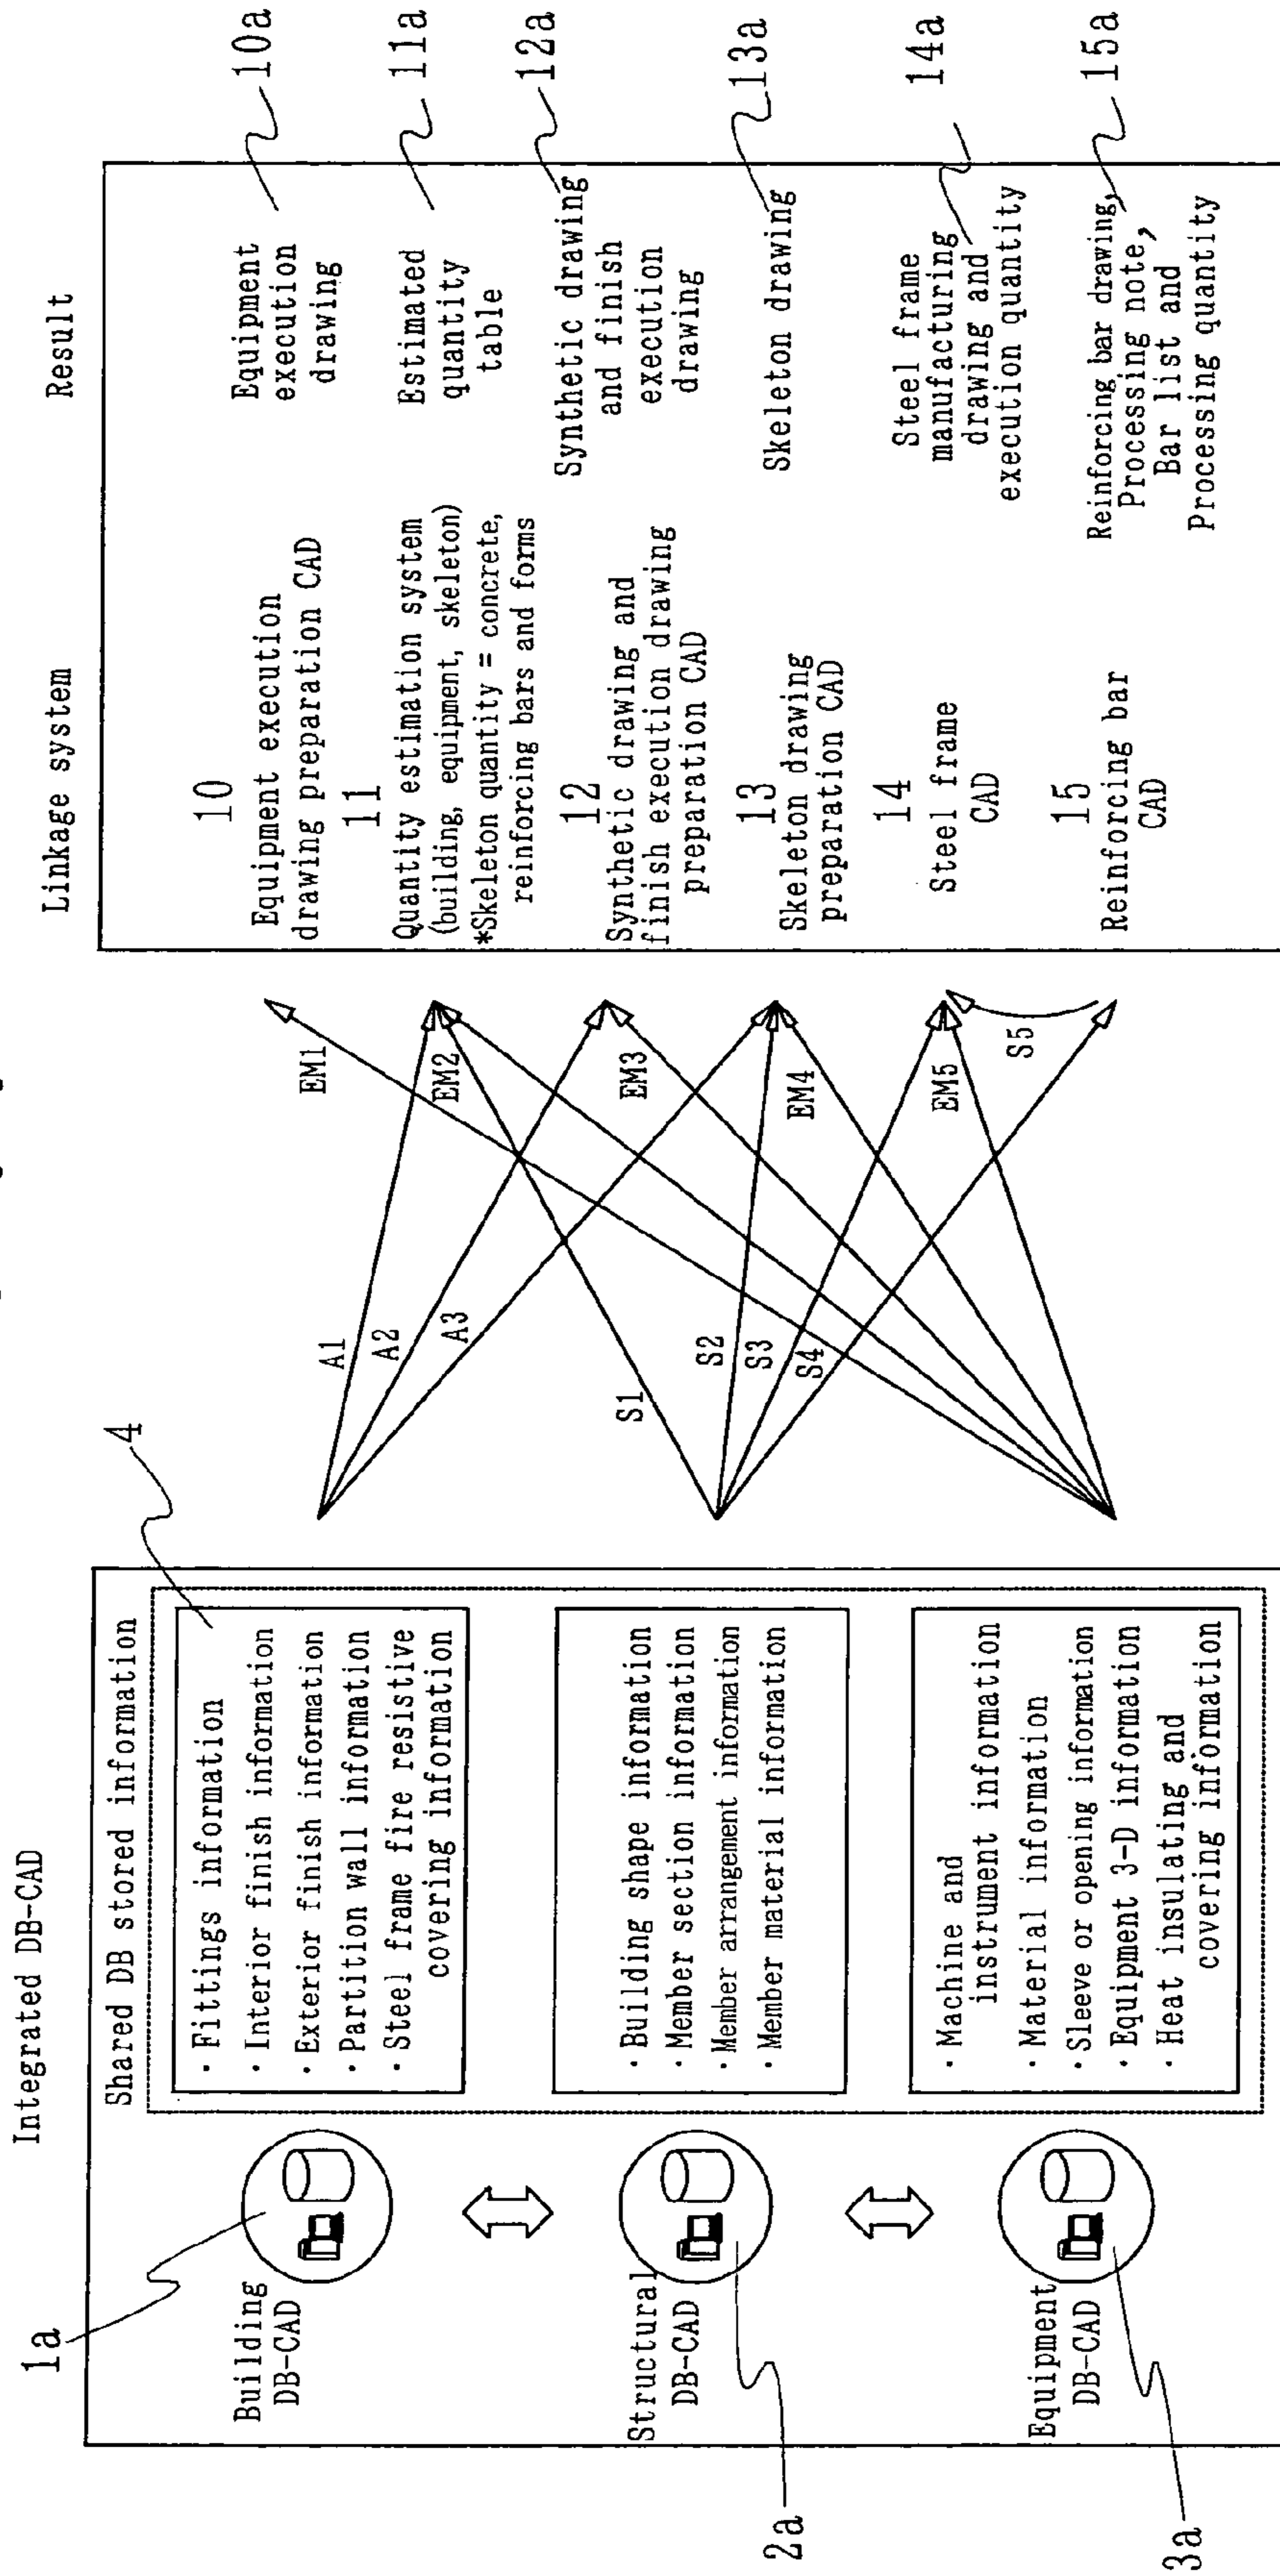 Integrated DB-CAD
Linkage system
Result
1a
Building
DB-CAD
2a
Structural
DB-CAD
3a
Equipment
DB-CAD
Shared DB stored information
4
· Fittings information
· Interior finish information
· Exterior finish information
· Partition wall information
· Steel frame fire resistive
covering information
· Building shape information
· Member section information
· Member arrangement information
· Member material information
· Machine and
instrument information
· Material information
· Sleeve or opening information
· Equipment 3-D information
· Heat insulating and
covering information
A1
A2
A3
S1
S2
S3
S4
EM1
EM2
EM3
EM4
EM5
S5
10
Equipment execution
drawing preparation CAD
11
Quantity estimation system
(building, equipment, skeleton)
*Skeleton quantity = concrete,
reinforcing bars and forms
12
Synthetic drawing and
finish execution drawing
preparation CAD
13
Skeleton drawing
preparation CAD
14
Steel frame
CAD
15
Reinforcing bar
CAD
Equipment
execution
drawing
10a
Estimated
quantity
table
11a
Synthetic drawing
and finish
execution
drawing
12a
Skeleton drawing
13a
Steel frame
manufacturing
drawing and
execution quantity
14a
Reinforcing bar drawing,
Processing note,
Bar list and
Processing quantity
15a